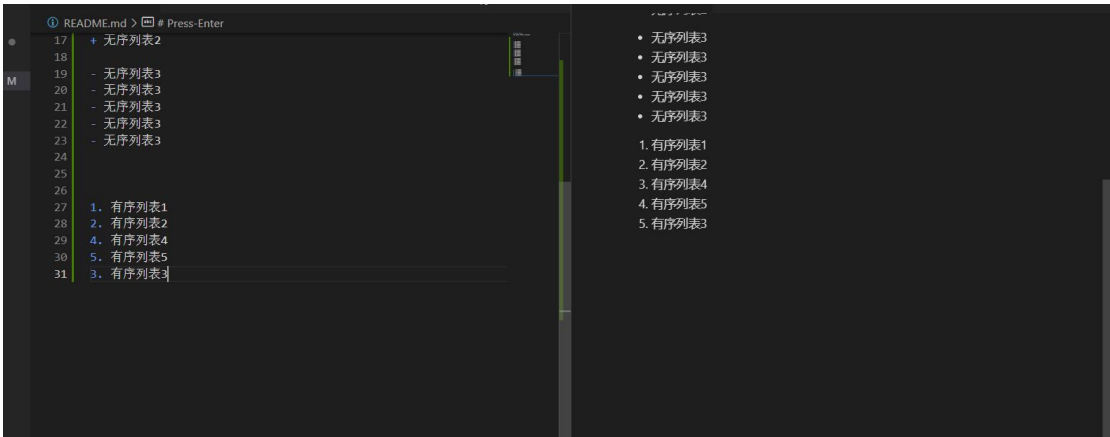 README.md > # Press-Enter
M
17 + 无序列表2
18
19 - 无序列表3
20 - 无序列表3
21 - 无序列表3
22 - 无序列表3
23 - 无序列表3
24
25
26
27 1. 有序列表1
28 2. 有序列表2
29 4. 有序列表4
30 5. 有序列表5
31 3. 有序列表3
• 无序列表3
• 无序列表3
• 无序列表3
• 无序列表3
• 无序列表3
1. 有序列表1
2. 有序列表2
3. 有序列表4
4. 有序列表5
5. 有序列表3